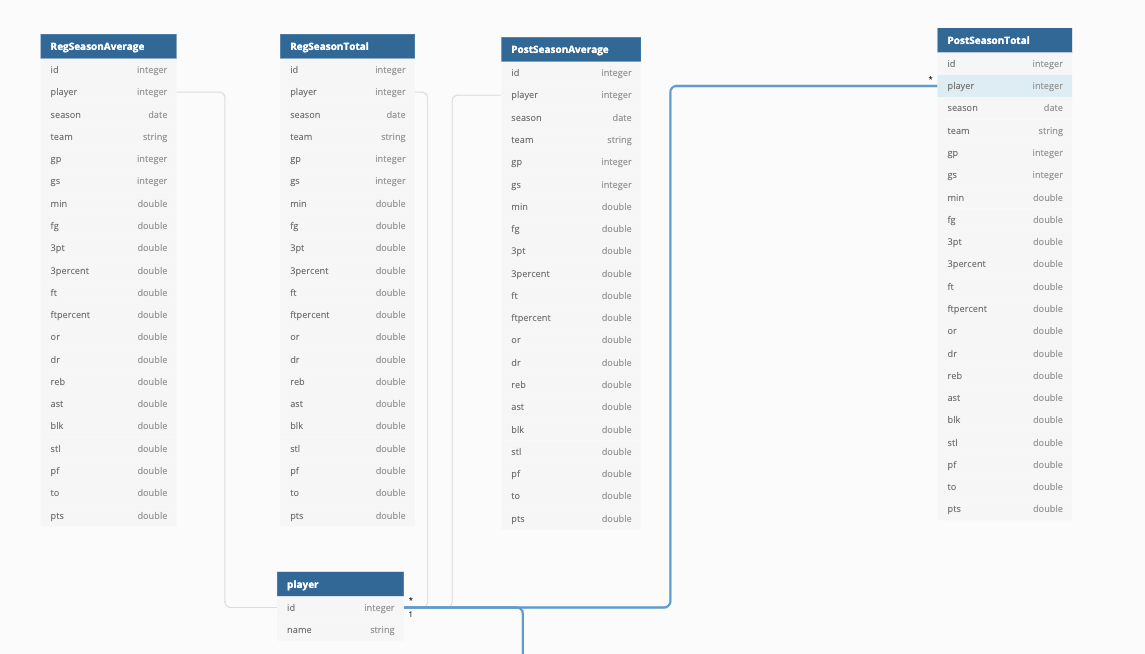 RegSeasonAverage
id integer
player integer
season date
team string
gp integer
gs integer
min double
fg double
3pt double
3percent double
ft double
ftpercent double
or double
dr double
reb double
ast double
blk double
stl double
pf double
to double
pts double
RegSeasonTotal
id integer
player integer
season date
team string
gp integer
gs integer
min double
fg double
3pt double
3percent double
ft double
ftpercent double
or double
dr double
reb double
ast double
blk double
stl double
pf double
to double
pts double
PostSeasonAverage
id integer
player integer
season date
team string
gp integer
gs integer
min double
fg double
3pt double
3percent double
ft double
ftpercent double
or double
dr double
reb double
ast double
blk double
stl double
pf double
to double
pts double
PostSeasonTotal
id integer
*
player integer
season date
team string
gp integer
gs integer
min double
fg double
3pt double
3percent double
ft double
ftpercent double
or double
dr double
reb double
ast double
blk double
stl double
pf double
to double
pts double
player
id integer
*
1
name string